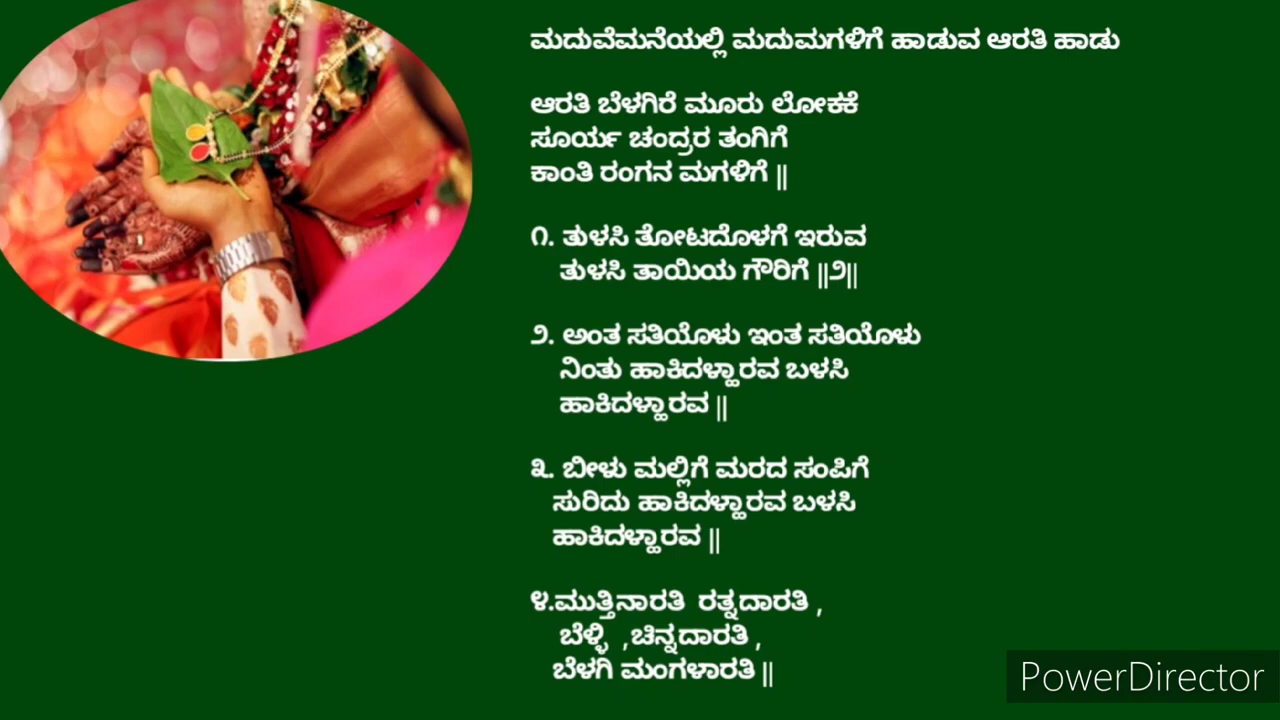 ಮದುವೆಮನೆಯಲ್ಲಿ ಮದುಮಗಳಿಗೆ ಹಾಡುವ ಆರತಿ ಹಾಡು
ಆರತಿ ಬೆಳಗಿರೆ ಮೂರು ಲೋಕಕೆ
ಸೂರ್ಯ ಚಂದ್ರರ ತಂಗಿಗೆ
ಕಾಂತಿ ರಂಗನ ಮಗಳಿಗೆ ||
೧. ತುಳಸಿ ತೋಟದೊಳಗೆ ಇರುವ
ತುಳಸಿ ತಾಯಿಯ ಗೌರಿಗೆ ||೨||
೨. ಅಂತ ಸತಿಯೊಳು ಇಂತ ಸತಿಯೊಳು
ನಿಂತು ಹಾಕಿದಳ್ಹಾರವ ಬಳಸಿ
ಹಾಕಿದಳ್ಹಾರವ ||
೩. ಬೀಳು ಮಲ್ಲಿಗೆ ಮರದ ಸಂಪಿಗೆ
ಸುರಿದು ಹಾಕಿದಳ್ಹಾರವ ಬಳಸಿ
ಹಾಕಿದಳ್ಹಾರವ ||
೪.ಮುತ್ತಿನಾರತಿ ರತ್ನದಾರತಿ ,
ಬೆಳ್ಳಿ ,ಚಿನ್ನದಾರತಿ ,
ಬೆಳಗಿ ಮಂಗಳಾರತಿ ||
PowerDirector